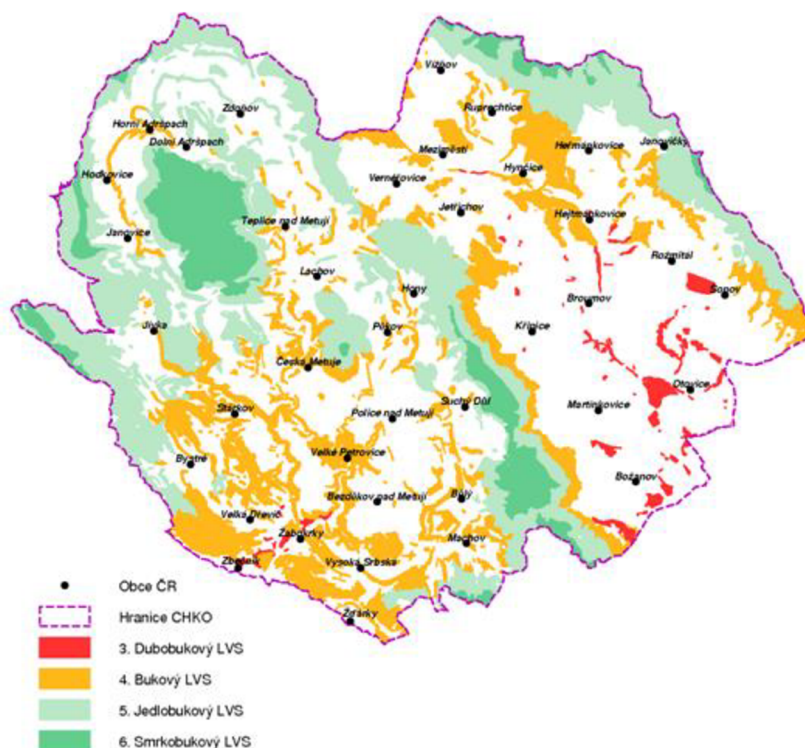 Vižňov
Ruprechtice
Zdoňov
Horní Adršpach
Dolní Adršpach
Heřmánkovice
Janovičky
Meziměstí
Hynčice
Hodkovice
Vernéřovice
Jetřichov
Hejtmánkovice
Teplice nad Metují
Janovice
Rožmitál
Lachov
Hony
Šonov
Broumov
Jívka
Pěkov
Křinice
Česká Metuje
Otovice
Stárkov
Suchý Důl
Police nad Metují
Martínkovice
Bystré
Velké Petrovice
Božanov
Bezděkov nad Metují
Bělý
Velká Dřevíč
Žabokrky
Machov
Zbečník
Vysoká Srbská
Žďárky
Obce ČR
Hranice CHKO
3. Dubobukový LVS
4. Bukový LVS
5. Jedlobukový LVS
6. Smrkobukový LVS